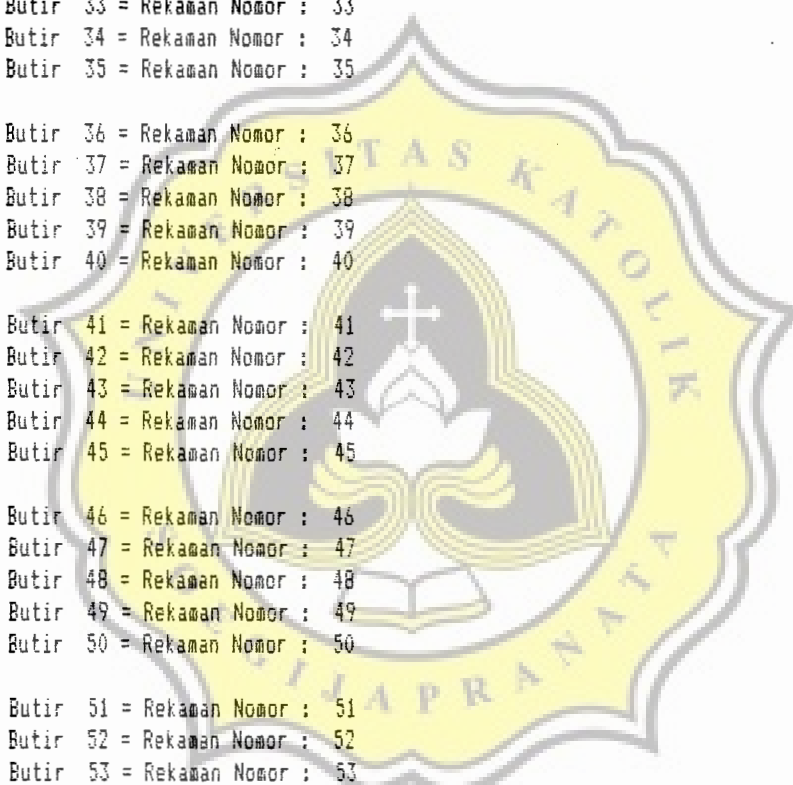 Butir 33 = Rekaman Nomor : 33
Butir 34 = Rekaman Nomor : 34
Butir 35 = Rekaman Nomor : 35
Butir 36 = Rekaman Nomor : 36
Butir 37 = Rekaman Nomor : 37
Butir 38 = Rekaman Nomor : 38
Butir 39 = Rekaman Nomor : 39
Butir 40 = Rekaman Nomor : 40
Butir 41 = Rekaman Nomor : 41
Butir 42 = Rekaman Nomor : 42
Butir 43 = Rekaman Nomor : 43
Butir 44 = Rekaman Nomor : 44
Butir 45 = Rekaman Nomor : 45
Butir 46 = Rekaman Nomor : 46
Butir 47 = Rekaman Nomor : 47
Butir 48 = Rekaman Nomor : 48
Butir 49 = Rekaman Nomor : 49
Butir 50 = Rekaman Nomor : 50
Butir 51 = Rekaman Nomor : 51
Butir 52 = Rekaman Nomor : 52
Butir 53 = Rekaman Nomor : 53
UNIVERSITAS KATOLIK
SOEGIJAPRANATA